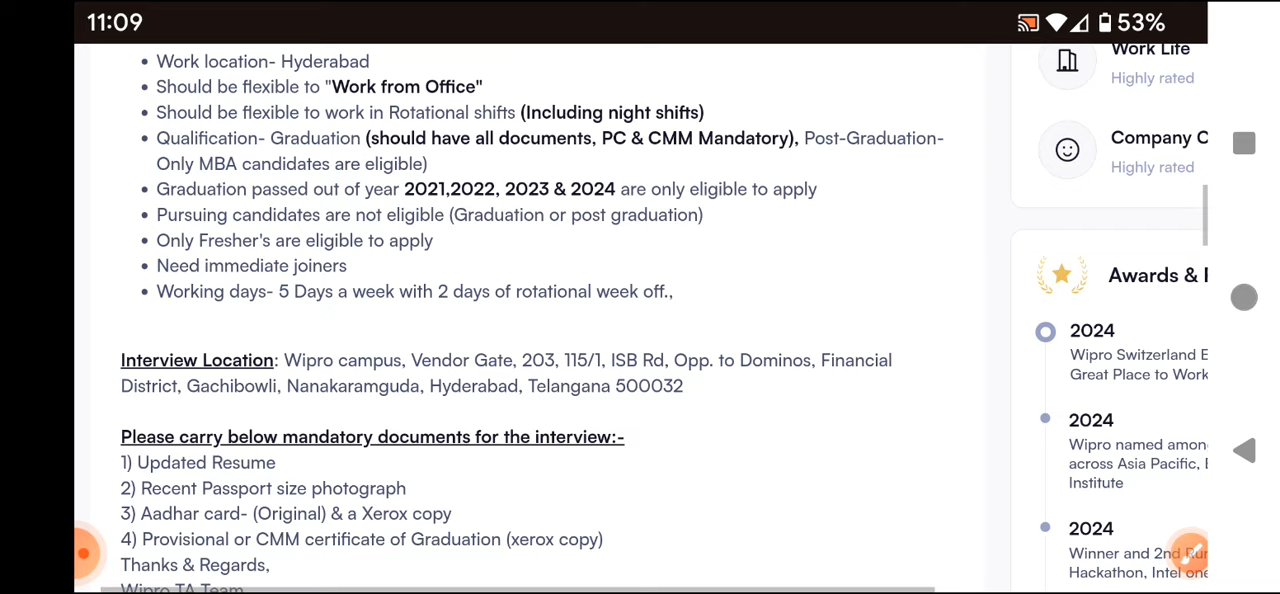 11:09
53%
Work location- Hyderabad
Should be flexible to "Work from Office"
Should be flexible to work in Rotational shifts (Including night shifts)
Qualification- Graduation (should have all documents, PC & CMM Mandatory), Post-Graduation-
Only MBA candidates are eligible)
Graduation passed out of year 2021,2022, 2023 & 2024 are only eligible to apply
Pursuing candidates are not eligible (Graduation or post graduation)
Only Fresher's are eligible to apply
Need immediate joiners
Working days- 5 Days a week with 2 days of rotational week off.,
Interview Location: Wipro campus, Vendor Gate, 203, 115/1, ISB Rd, Opp. to Dominos, Financial
District, Gachibowli, Nanakaramguda, Hyderabad, Telangana 500032
Please carry below mandatory documents for the interview:-
1) Updated Resume
2) Recent Passport size photograph
3) Aadhar card- (Original) & a Xerox copy
4) Provisional or CMM certificate of Graduation (xerox copy)
Thanks & Regards,
Wipro TA Team
Work Life
Highly rated
Company C
Highly rated
Awards &
2024
Wipro Switzerland
Great Place to Work
2024
Wipro named amon
across Asia Pacific,
Institute
2024
Winner and 2nd
Hackathon, Intel one